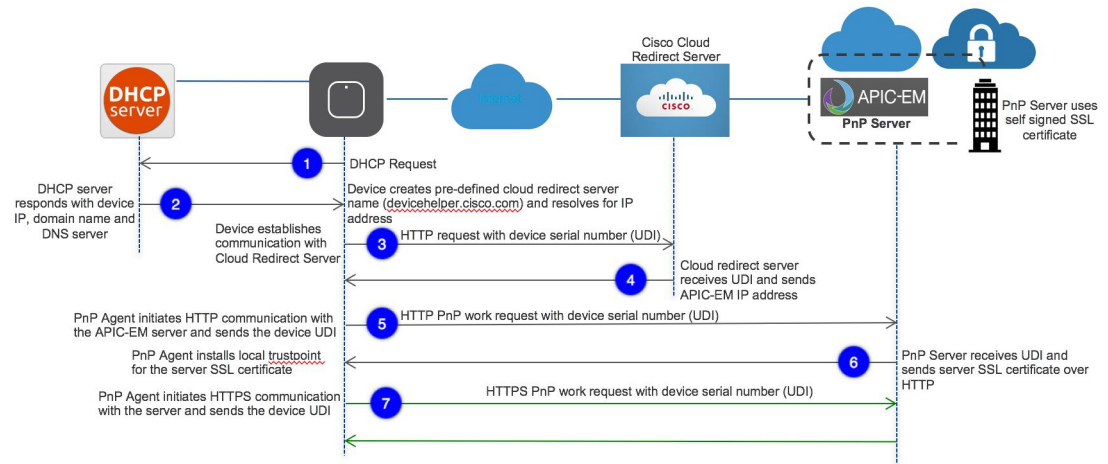 Cisco Cloud
Redirect Server
DHCP
server
Internet
CISCO
APIC-EM
PnP Server
PnP Server uses
self signed SSL
certificate
1
DHCP Request
DHCP server
responds with device
IP, domain name and
DNS server
2
Device creates pre-defined cloud redirect server
name (devicehelper.cisco.com) and resolves for IP
address
Device establishes
communication with
Cloud Redirect Server
3
HTTP request with device serial number (UDI)
4
Cloud redirect server
receives UDI and sends
APIC-EM IP address
PnP Agent initiates HTTP communication with
the APIC-EM server and sends the device UDI
5
HTTP PnP work request with device serial number (UDI)
PnP Agent installs local trustpoint
for the server SSL certificate
6
PnP Server receives UDI and
sends server SSL certificate over
HTTP
PnP Agent initiates HTTPS communication
with the server and sends the device UDI
7
HTTPS PnP work request with device serial number (UDI)